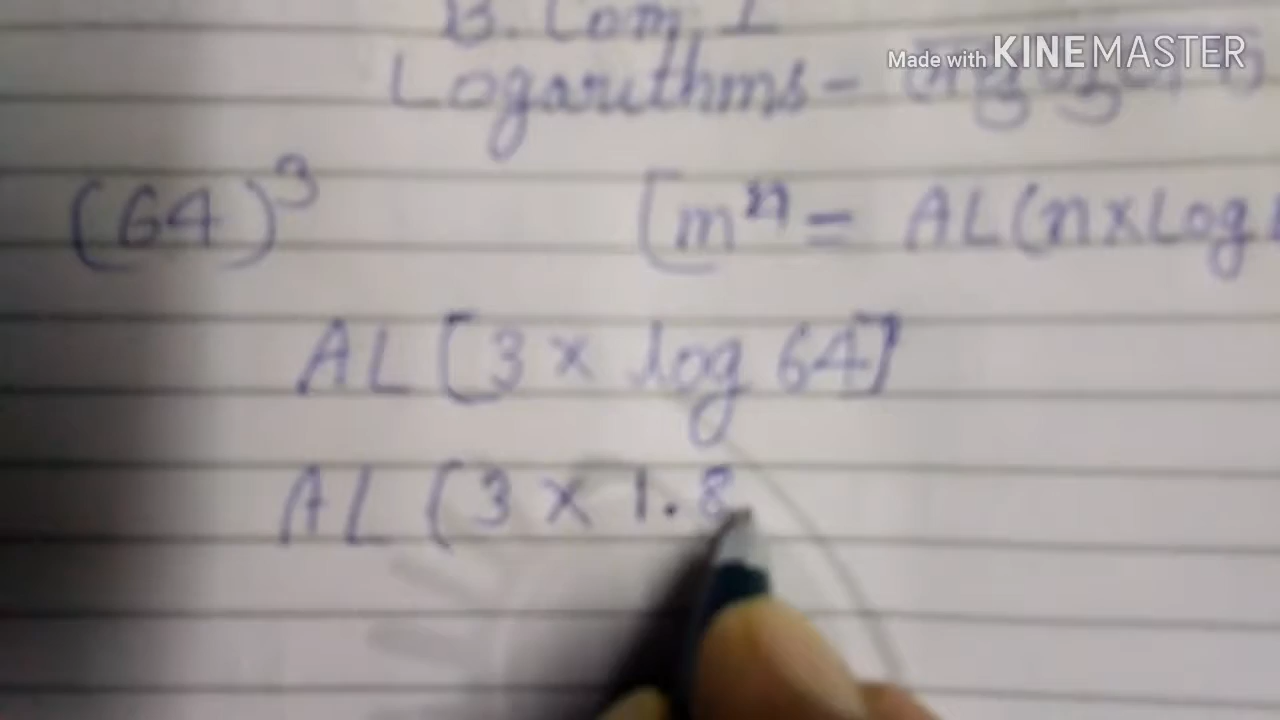 B. Com. I
Made with KINEMASTER
Logarithms -
(64)³ [mⁿ = AL(n×Log
AL [3 × log 64]
AL (3 × 1.8